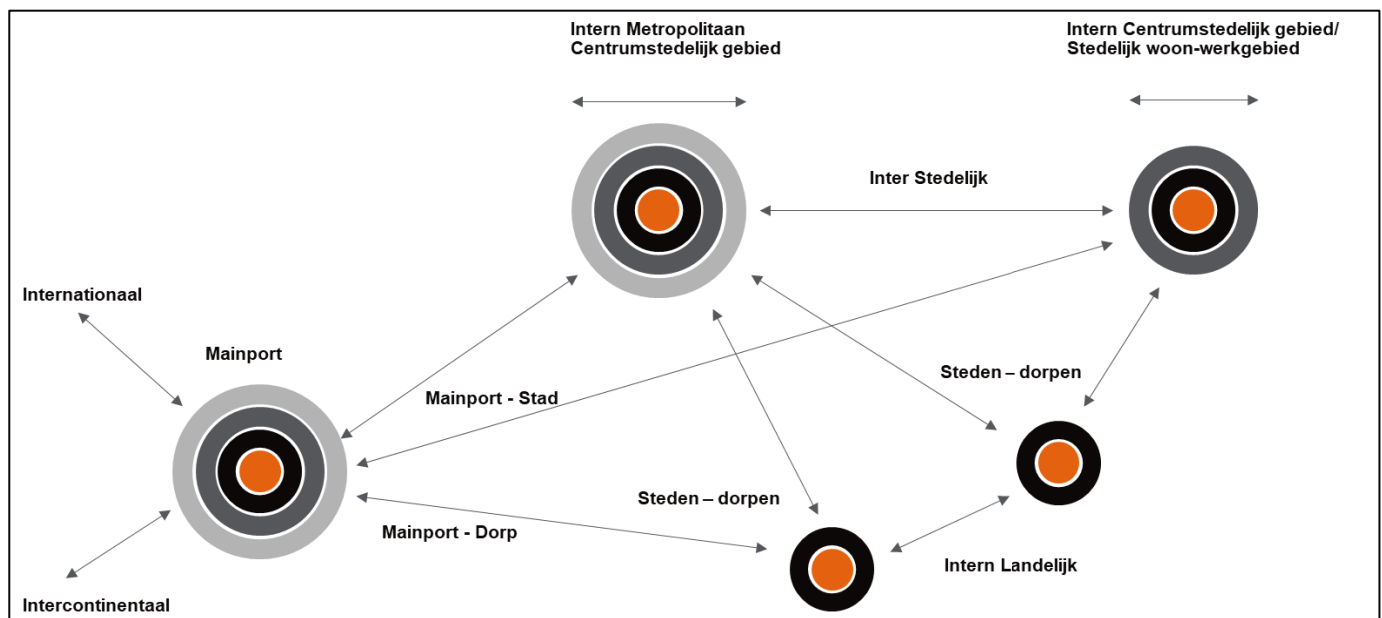 Intern Metropolitaan
Centrumstedelijk gebied
Intern Centrumstedelijk gebied/
Stedelijk woon-werkgebied
Inter Stedelijk
Internationaal
Mainport
Steden – dorpen
Mainport - Stad
Steden – dorpen
Mainport - Dorp
Intern Landelijk
Intercontinentaal